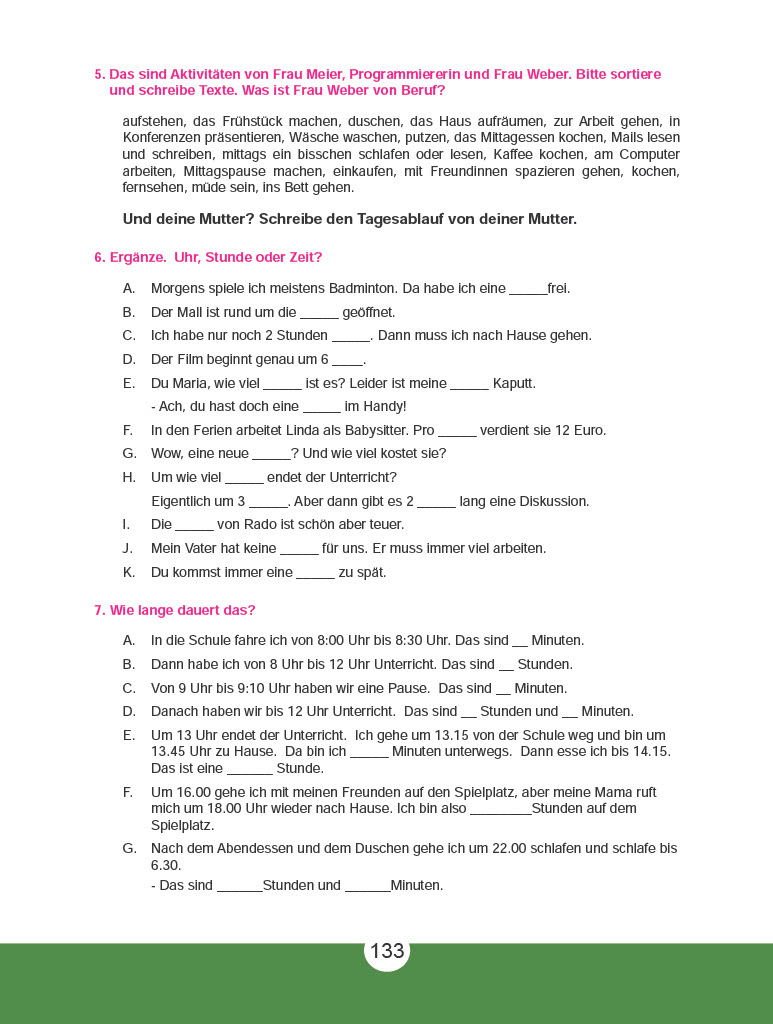 5. Das sind Aktivitäten von Frau Meier, Programmiererin und Frau Weber. Bitte sortiere
und schreibe Texte. Was ist Frau Weber von Beruf?
aufstehen, das Frühstück machen, duschen, das Haus aufräumen, zur Arbeit gehen, in
Konferenzen präsentieren, Wäsche waschen, putzen, das Mittagessen kochen, Mails lesen
und schreiben, mittags ein bisschen schlafen oder lesen, Kaffee kochen, am Computer
arbeiten, Mittagspause machen, einkaufen, mit Freundinnen spazieren gehen, kochen,
fernsehen, müde sein, ins Bett gehen.
Und deine Mutter? Schreibe den Tagesablauf von deiner Mutter.
6. Ergänze. Uhr, Stunde oder Zeit?
A. Morgens spiele ich meistens Badminton. Da habe ich eine _____frei.
B. Der Mall ist rund um die _____ geöffnet.
C. Ich habe nur noch 2 Stunden _____. Dann muss ich nach Hause gehen.
D. Der Film beginnt genau um 6 ____.
E. Du Maria, wie viel _____ ist es? Leider ist meine _____ Kaputt.
- Ach, du hast doch eine _____ im Handy!
F. In den Ferien arbeitet Linda als Babysitter. Pro _____ verdient sie 12 Euro.
G. Wow, eine neue _____? Und wie viel kostet sie?
H. Um wie viel _____ endet der Unterricht?
Eigentlich um 3 _____. Aber dann gibt es 2 _____ lang eine Diskussion.
I. Die _____ von Rado ist schön aber teuer.
J. Mein Vater hat keine _____ für uns. Er muss immer viel arbeiten.
K. Du kommst immer eine _____ zu spät.
7. Wie lange dauert das?
A. In die Schule fahre ich von 8:00 Uhr bis 8:30 Uhr. Das sind __ Minuten.
B. Dann habe ich von 8 Uhr bis 12 Uhr Unterricht. Das sind __ Stunden.
C. Von 9 Uhr bis 9:10 Uhr haben wir eine Pause. Das sind __ Minuten.
D. Danach haben wir bis 12 Uhr Unterricht. Das sind __ Stunden und __ Minuten.
E. Um 13 Uhr endet der Unterricht. Ich gehe um 13.15 von der Schule weg und bin um
13.45 Uhr zu Hause. Da bin ich _____ Minuten unterwegs. Dann esse ich bis 14.15.
Das ist eine ______ Stunde.
F. Um 16.00 gehe ich mit meinen Freunden auf den Spielplatz, aber meine Mama ruft
mich um 18.00 Uhr wieder nach Hause. Ich bin also ________Stunden auf dem
Spielplatz.
G. Nach dem Abendessen und dem Duschen gehe ich um 22.00 schlafen und schlafe bis
6.30.
- Das sind ______Stunden und ______Minuten.
133